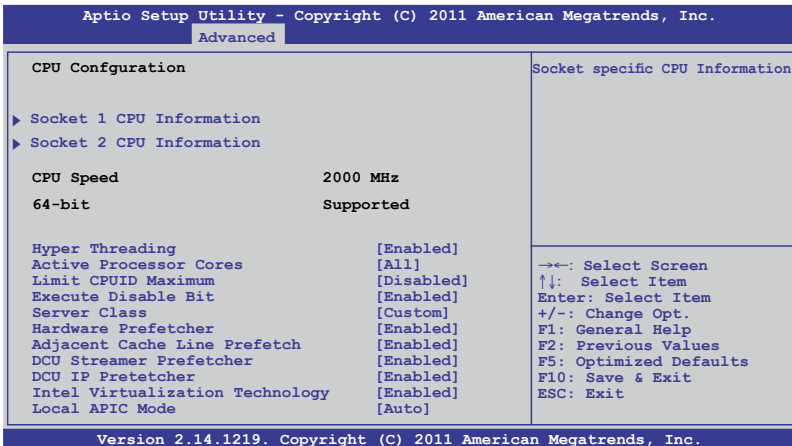 Aptio Setup Utility - Copyright (C) 2011 American Megatrends, Inc.
Advanced
CPU Confguration
Socket 1 CPU Information
Socket 2 CPU Information
CPU Speed 2000 MHz
64-bit Supported
Hyper Threading [Enabled]
Active Processor Cores [All]
Limit CPUID Maximum [Disabled]
Execute Disable Bit [Enabled]
Server Class [Custom]
Hardware Prefetcher [Enabled]
Adjacent Cache Line Prefetch [Enabled]
DCU Streamer Prefetcher [Enabled]
DCU IP Pretetcher [Enabled]
Intel Virtualization Technology [Enabled]
Local APIC Mode [Auto]
Socket specific CPU Information
→←: Select Screen
↑↓: Select Item
Enter: Select Item
+/-: Change Opt.
F1: General Help
F2: Previous Values
F5: Optimized Defaults
F10: Save & Exit
ESC: Exit
Version 2.14.1219. Copyright (C) 2011 American Megatrends, Inc.